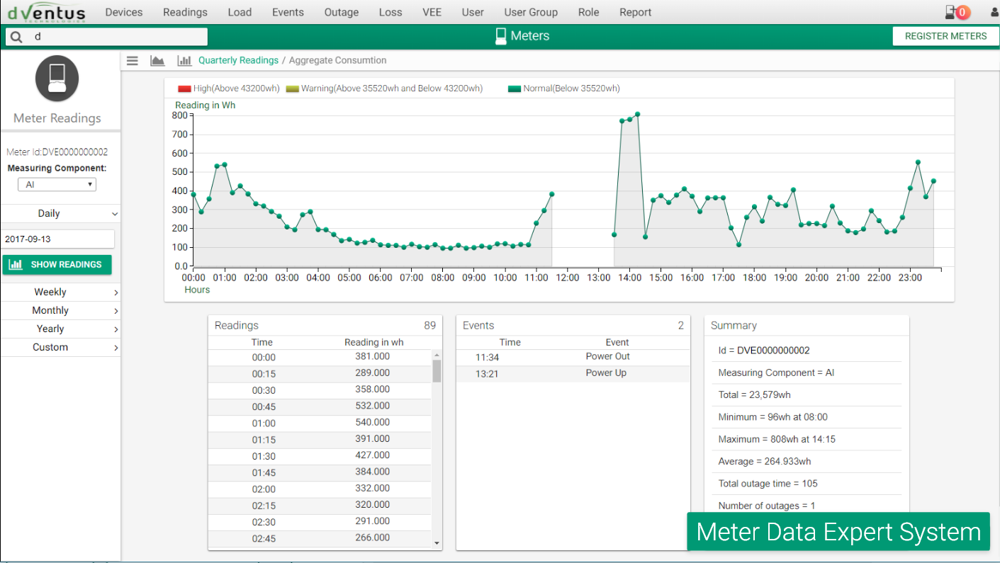 dventus
TECHNOLOGIES
Devices Readings Load Events Outage Loss VEE User User Group Role Report 0
d Meters REGISTER METERS
Quarterly Readings / Aggregate Consumtion
Meter Readings
Meter Id:DVE0000000002
Measuring Component:
AI
Daily
2017-09-13
SHOW READINGS
Weekly
Monthly
Yearly
Custom
High(Above 43200wh) Warning(Above 35520wh and Below 43200wh) Normal(Below 35520wh)
Reading in Wh
800
700
600
500
400
300
200
100
0.0
00:00 01:00 02:00 03:00 04:00 05:00 06:00 07:00 08:00 09:00 10:00 11:00 12:00 13:00 14:00 15:00 16:00 17:00 18:00 19:00 20:00 21:00 22:00 23:00
Hours
Readings 89
Time Reading in wh
00:00 381.000
00:15 289.000
00:30 358.000
00:45 532.000
01:00 540.000
01:15 391.000
01:30 427.000
01:45 384.000
02:00 332.000
02:15 320.000
02:30 291.000
02:45 266.000
Events 2
Time Event
11:34 Power Out
13:21 Power Up
Summary
Id = DVE0000000002
Measuring Component = AI
Total = 23,579wh
Minimum = 96wh at 08:00
Maximum = 808wh at 14:15
Average = 264.933wh
Total outage time = 105
Number of outages = 1
Meter Data Expert System